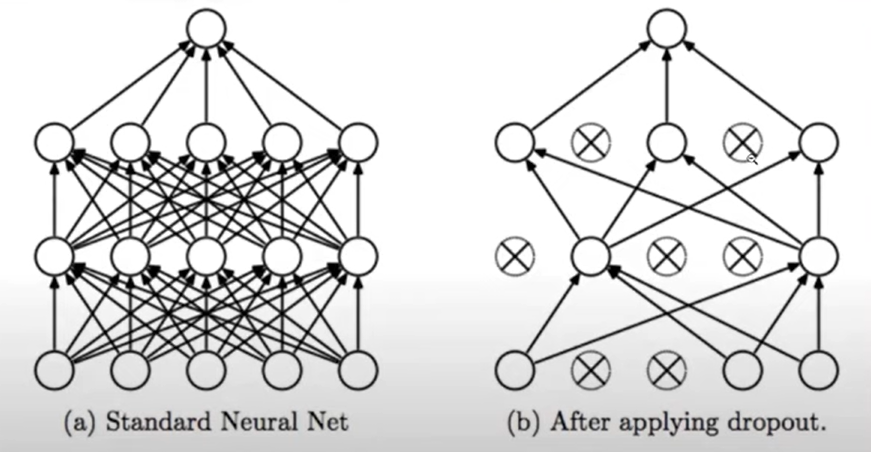 (a) Standard Neural Net
(b) After applying dropout.